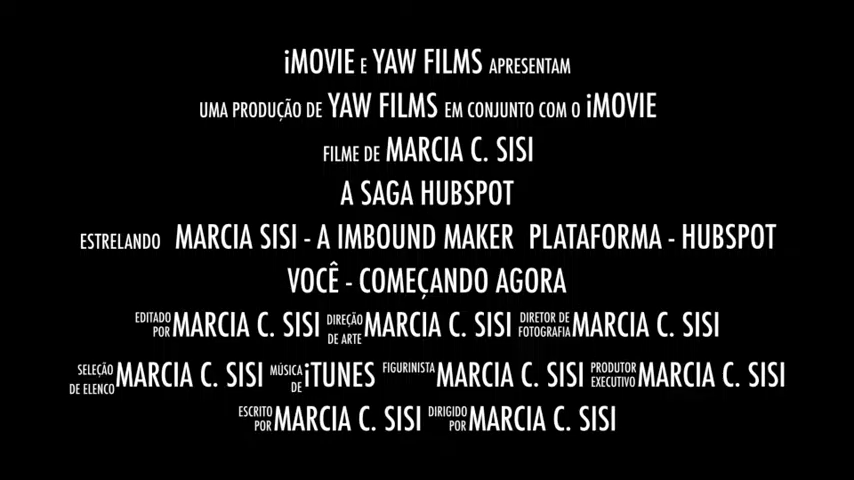 iMOVIE E YAW FILMS APRESENTAM
UMA PRODUÇÃO DE YAW FILMS EM CONJUNTO COM O iMOVIE
FILME DE MARCIA C. SISI
A SAGA HUBSPOT
ESTRELANDO MARCIA SISI - A IMBOUND MAKER PLATAFORMA - HUBSPOT
VOCÊ - COMEÇANDO AGORA
EDITADO POR MARCIA C. SISI DIREÇÃO DE ARTE MARCIA C. SISI DIRETOR DE FOTOGRAFIA MARCIA C. SISI
SELEÇÃO DE ELENCO MARCIA C. SISI MÚSICA DE iTUNES FIGURINISTA MARCIA C. SISI PRODUTOR EXECUTIVO MARCIA C. SISI
ESCRITO POR MARCIA C. SISI DIRIGIDO POR MARCIA C. SISI